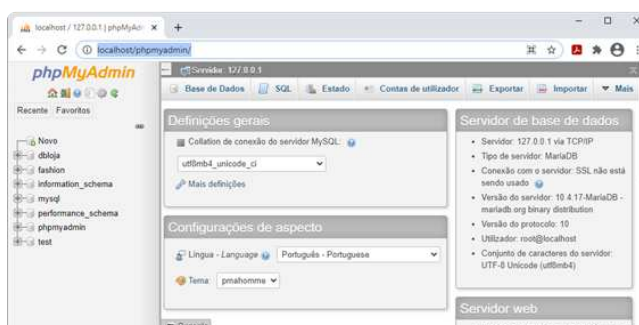 localhost / 127.0.0.1 | phpMyAd
localhost/phpmyadmin/
phpMyAdmin
Recente Favoritos
Novo
dbloja
fashion
information_schema
mysql
performance_schema
phpmyadmin
test
Servidor: 127.0.0.1
Base de Dados SQL Estado Contas de utilizador Exportar Importar Mais
Definições gerais
Collation de conexão do servidor MySQL:
utf8mb4_unicode_ci
Mais definições
Configurações de aspecto
Língua - Language Português - Portuguese
Tema: pmahomme
Servidor de base de dados
Servidor: 127.0.0.1 via TCP/IP
Tipo de servidor: MariaDB
Conexão com o servidor: SSL não está
sendo usado
Versão do servidor: 10.4.17-MariaDB -
mariadb.org binary distribution
Versão do protocolo: 10
Utilizador: root@localhost
Conjunto de caracteres do servidor:
UTF-8 Unicode (utf8mb4)
Servidor web